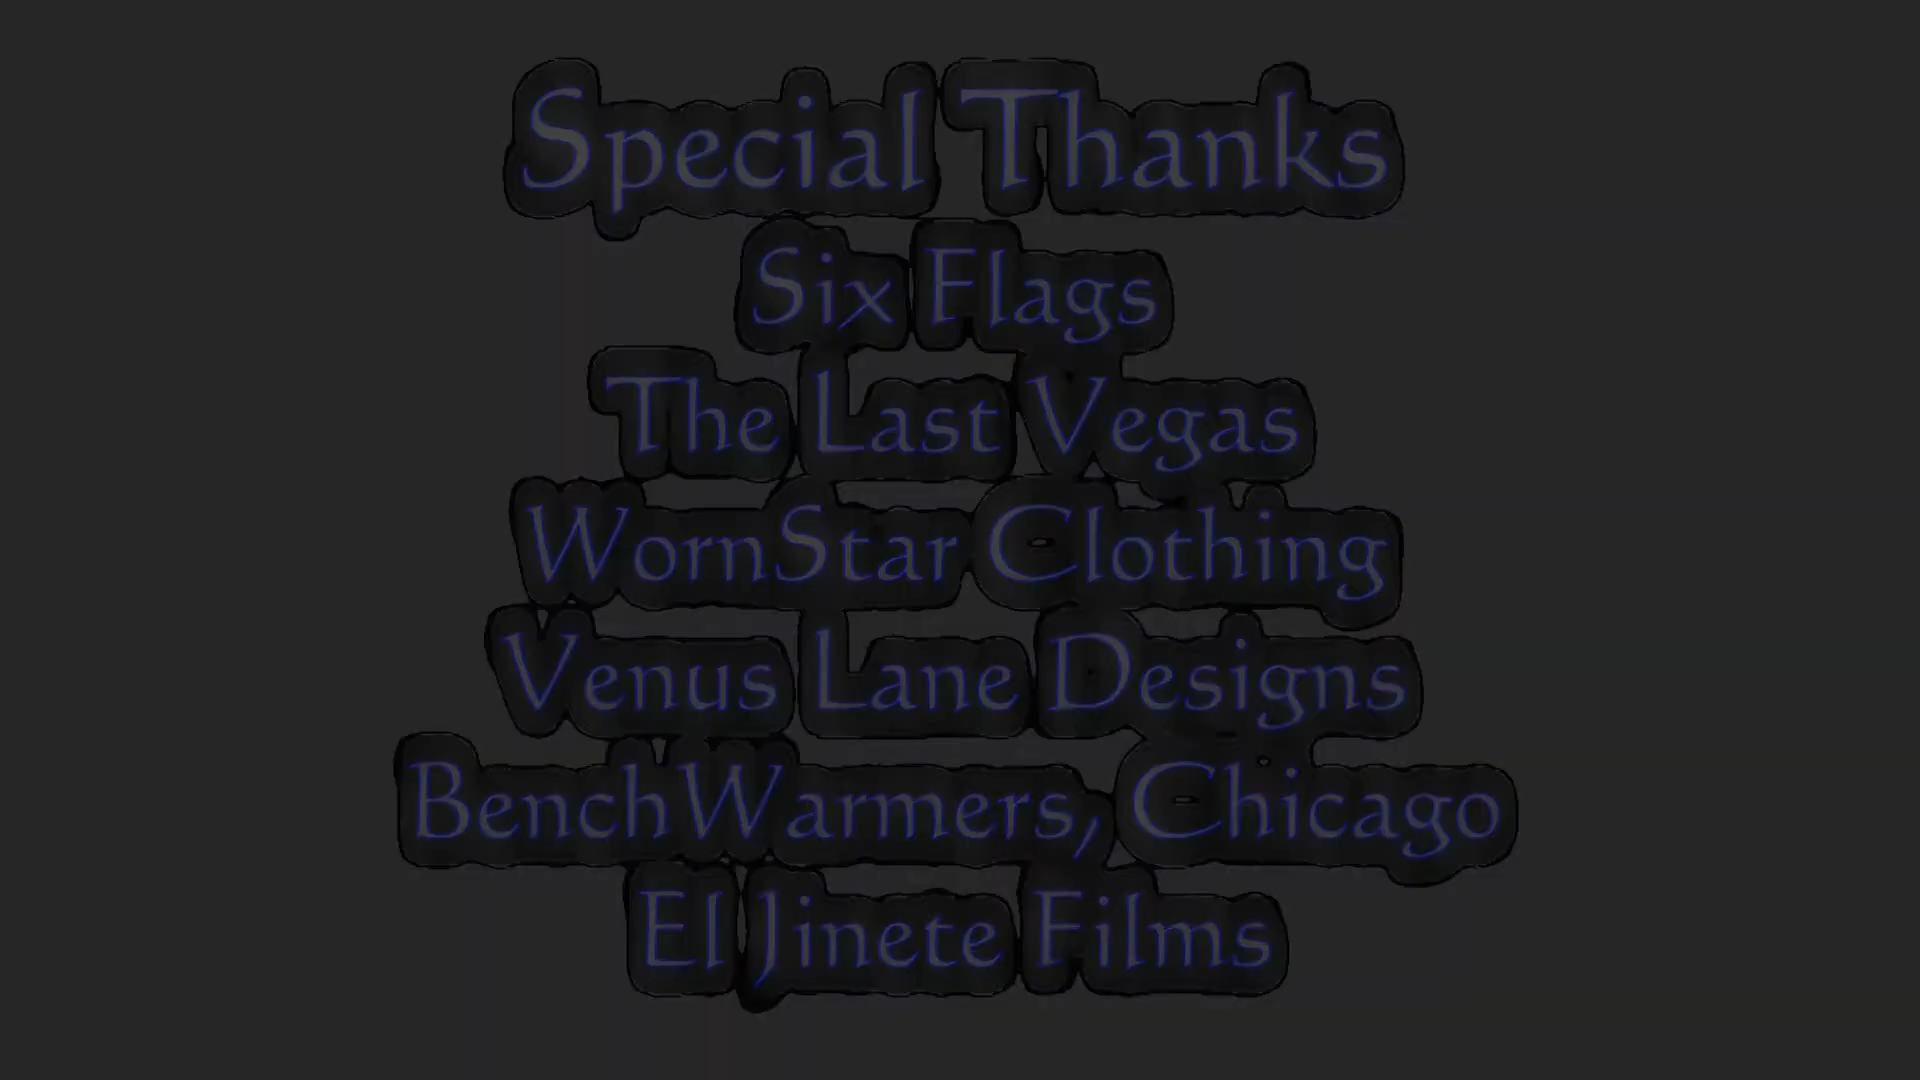 Special Thanks
Six Flags
The Last Vegas
WornStar Clothing
Venus Lane Designs
BenchWarmers, Chicago
El Jinete Films